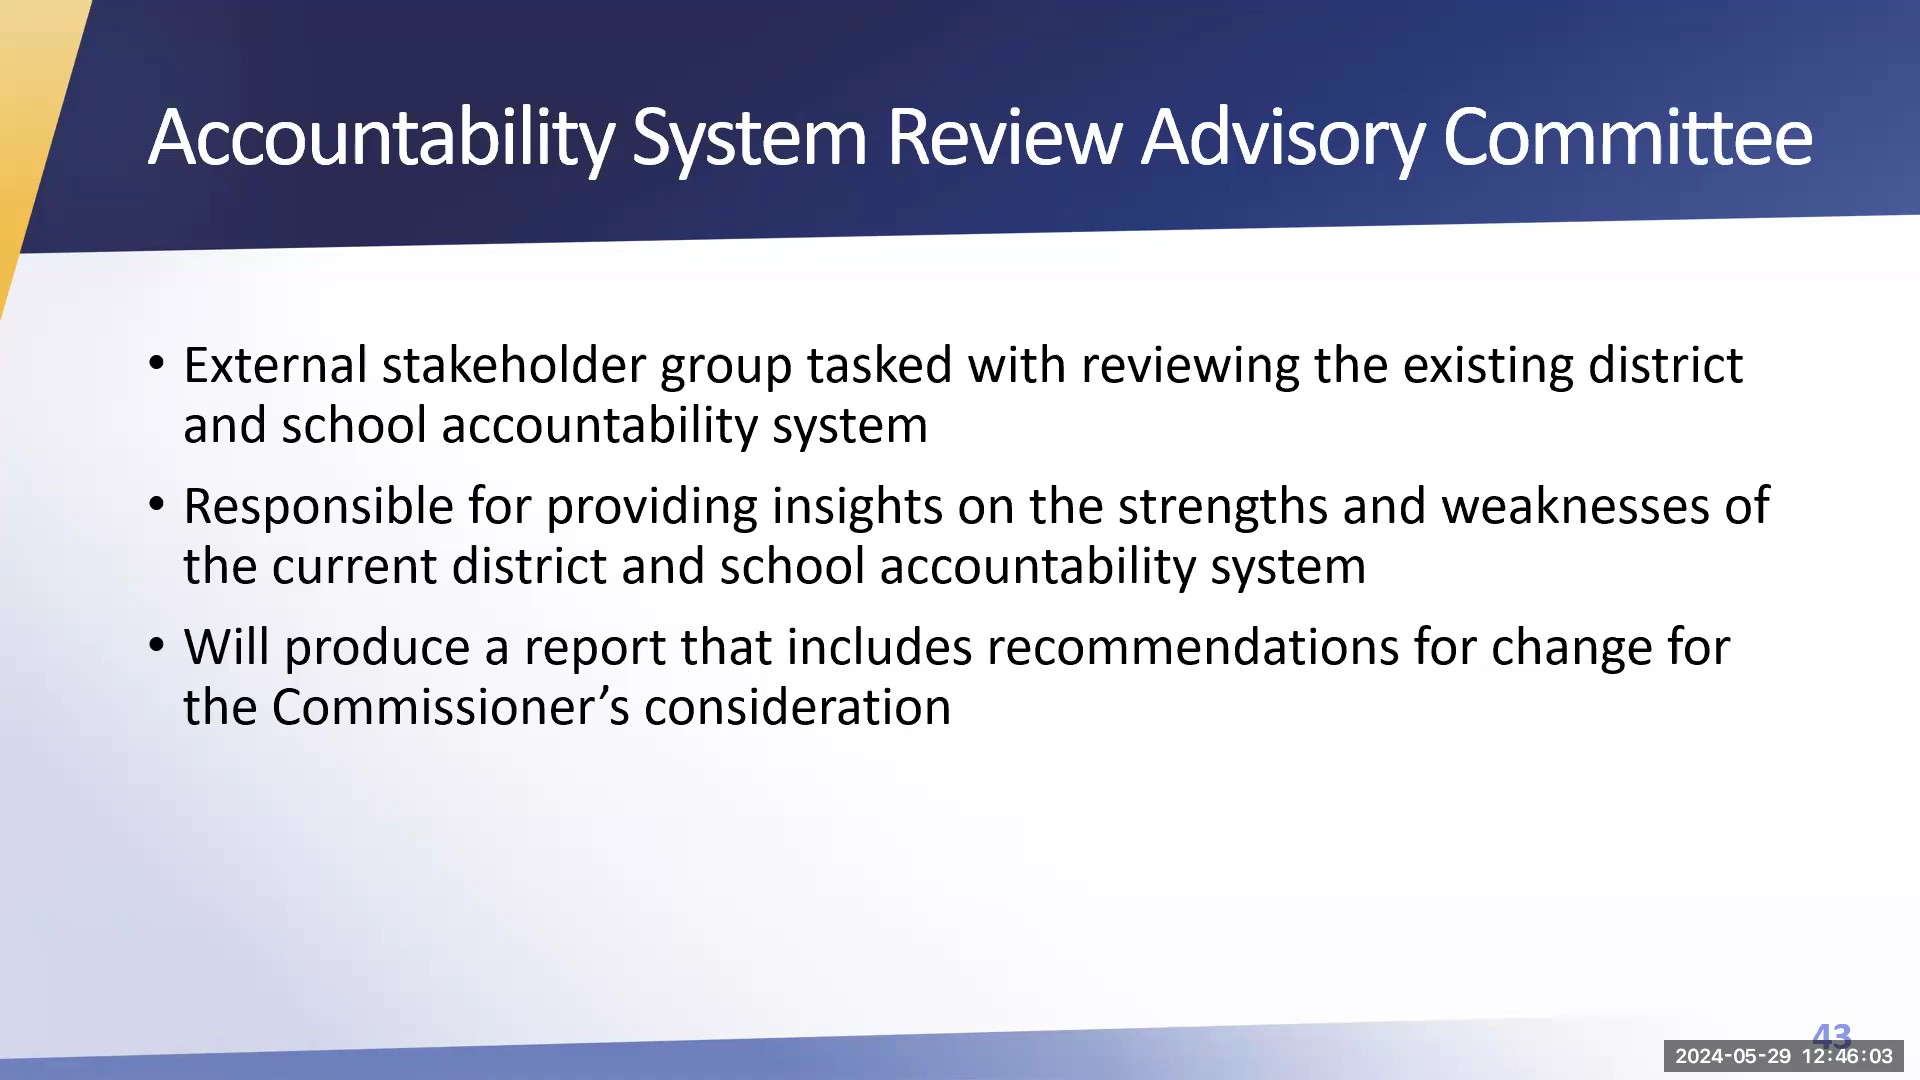 Accountability System Review Advisory Committee
• External stakeholder group tasked with reviewing the existing district
and school accountability system
• Responsible for providing insights on the strengths and weaknesses of
the current district and school accountability system
• Will produce a report that includes recommendations for change for
the Commissioner’s consideration
43
2024-05-29 12:46:03